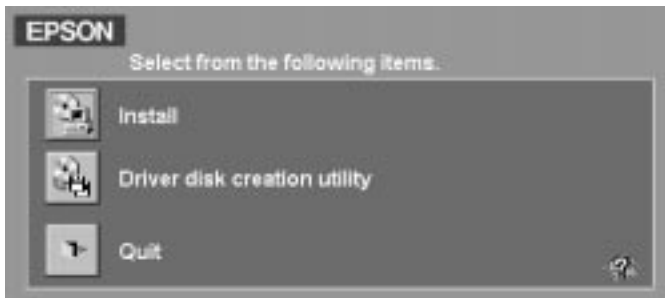 EPSON
Select from the following items.
Install
Driver disk creation utility
Quit